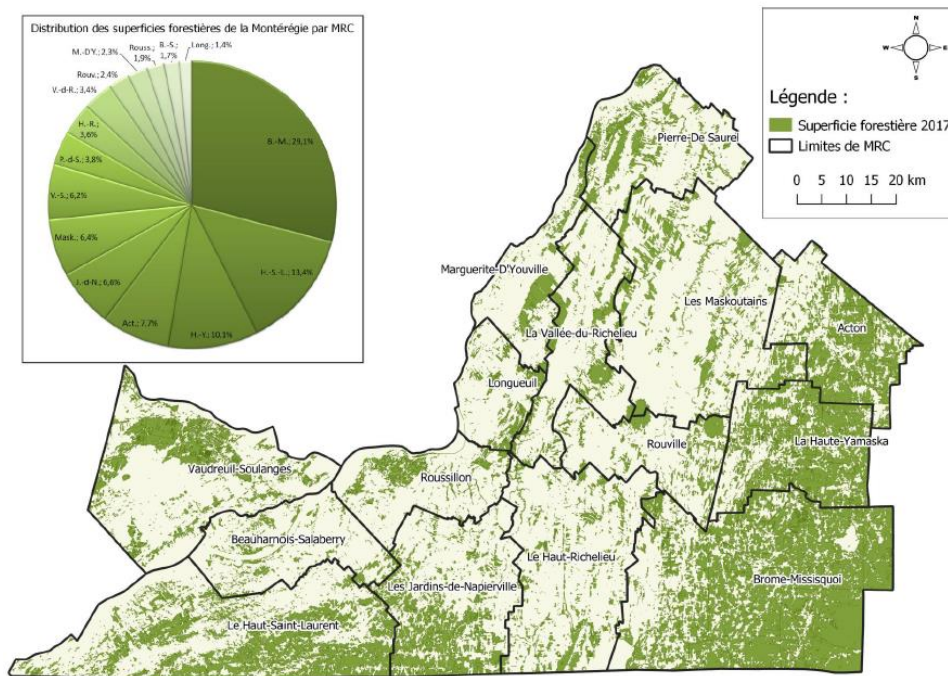 Distribution des superficies forestières de la Montérégie par MRC
B.-M.; 29,1%
H.-S.-L.; 13,4%
H.-Y.; 10,1%
Act.; 7,7%
J.-d-N.; 6,6%
Mask.; 6,4%
V.-S.; 6,2%
P.-d-S.; 3,8%
H.-R.;
3,6%
V.-d-R.; 3,4%
Rouv.; 2,4%
M.-D'Y.; 2,3%
Rouss.;
1,9%
B.-S.;
1,7%
Long.; 1,4%
N
W
E
S
Légende :
Superficie forestière 2017
Limites de MRC
0 5 10 15 20 km
Pierre-De Saurel
Marguerite-D'Youville
Les Maskoutains
La Vallée-du-Richelieu
Acton
Longueuil
Rouville
La Haute-Yamaska
Vaudreuil-Soulanges
Roussillon
Beauharnois-Salaberry
Le Haut-Richelieu
Les Jardins-de-Napierville
Brome-Missisquoi
Le Haut-Saint-Laurent